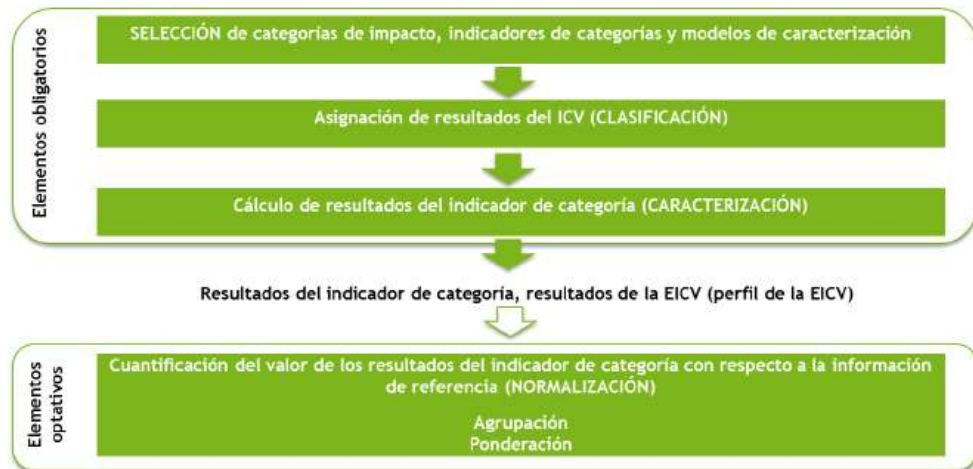 Elementos obligatorios
SELECCIÓN de categorías de impacto, indicadores de categorías y modelos de caracterización
Asignación de resultados del ICV (CLASIFICACIÓN)
Cálculo de resultados del indicador de categoría (CARACTERIZACIÓN)
Resultados del indicador de categoría, resultados de la EICV (perfil de la EICV)
Elementos
optativos
Cuantificación del valor de los resultados del indicador de categoría con respecto a la información
de referencia (NORMALIZACIÓN)
Agrupación
Ponderación